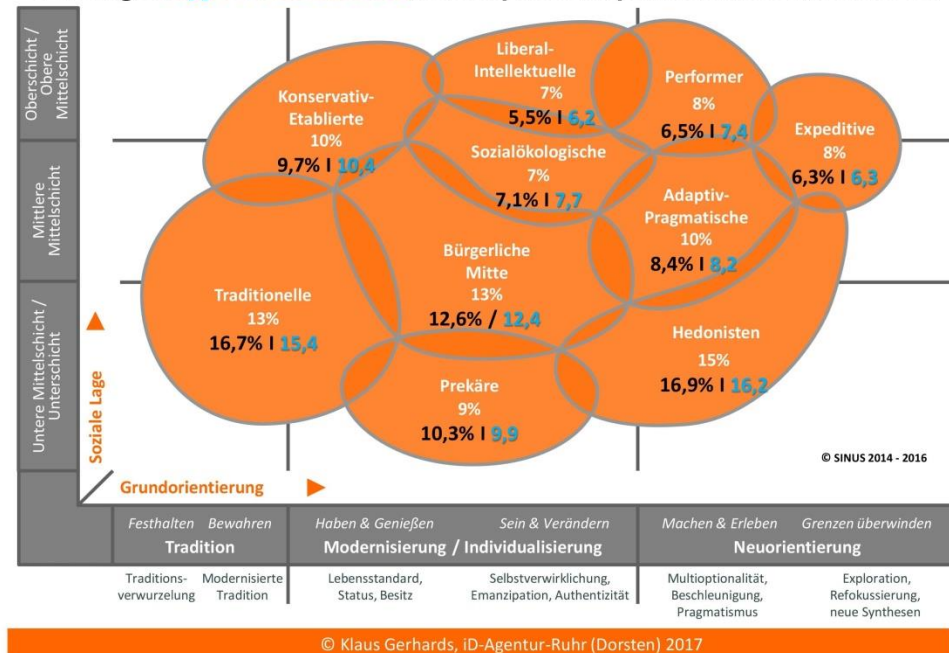 Oberschicht /
Obere
Mittelschicht
Mittlere
Mittelschicht
Untere Mittelschicht /
Unterschicht
Soziale Lage
Konservativ-
Etablierte
10%
9,7% I 10,4
Liberal-
Intellektuelle
7%
5,5% I 6,2
Performer
8%
6,5% I 7,4
Expeditive
8%
6,3% I 6,3
Sozialökologische
7%
7,1% I 7,7
Adaptiv-
Pragmatische
10%
8,4% I 8,2
Traditionelle
13%
16,7% I 15,4
Bürgerliche
Mitte
13%
12,6% / 12,4
Hedonisten
15%
16,9% I 16,2
Prekäre
9%
10,3% I 9,9
© SINUS 2014 - 2016
Grundorientierung
Festhalten Bewahren
Tradition
Haben & Genießen Sein & Verändern
Modernisierung / Individualisierung
Machen & Erleben Grenzen überwinden
Neuorientierung
Traditions-
verwurzelung
Modernisierte
Tradition
Lebensstandard,
Status, Besitz
Selbstverwirklichung,
Emanzipation, Authentizität
Multioptionalität,
Beschleunigung,
Pragmatismus
Exploration,
Refokussierung,
neue Synthesen
© Klaus Gerhards, iD-Agentur-Ruhr (Dorsten) 2017